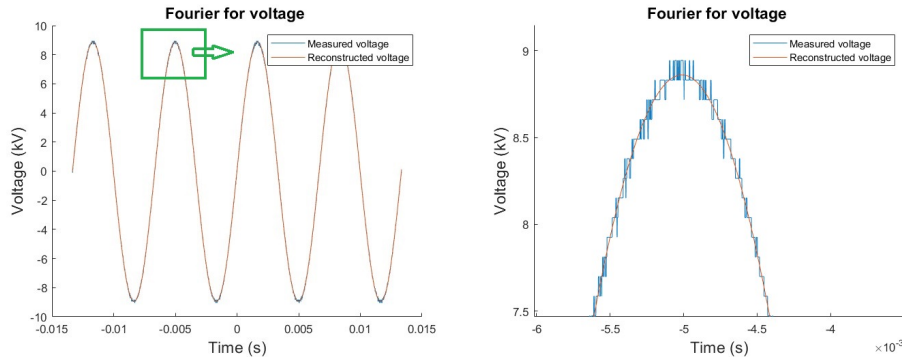 Fourier for voltage
Measured voltage
Reconstructed voltage
10
8
6
4
2
0
-2
-4
-6
-8
-10
Voltage (kV)
-0.015
-0.01
-0.005
0
0.005
0.01
0.015
Time (s)
Fourier for voltage
Measured voltage
Reconstructed voltage
9
8.5
8
7.5
Voltage (kV)
-6
-5.5
-5
-4.5
-4
Time (s)